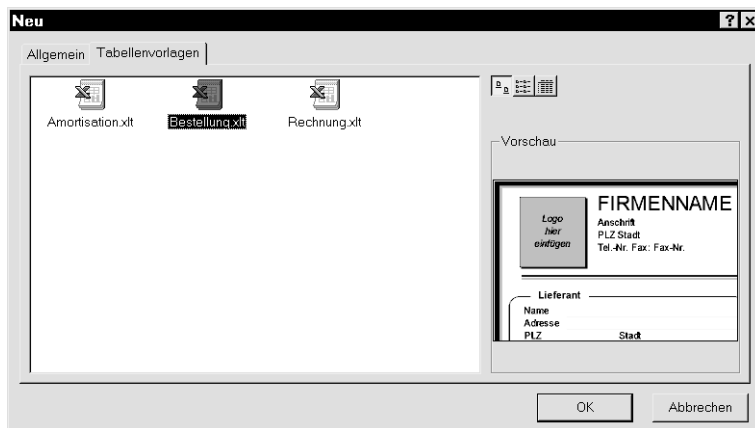 Neu
Allgemein Tabellenvorlagen
Amortisation.xlt Bestellung.xlt Rechnung.xlt
Vorschau
Logo
hier
einfügen
FIRMENNAME
Anschrift
PLZ Stadt
Tel.-Nr. Fax: Fax-Nr.
Lieferant
Name
Adresse
PLZ Stadt
OK Abbrechen